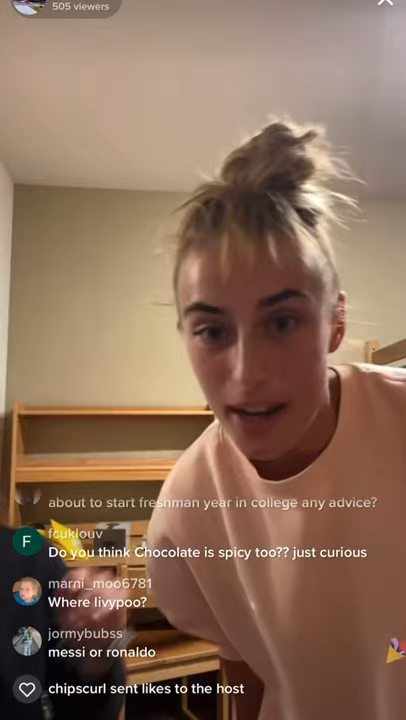 505 viewers
about to start freshman year in college any advice?
fcuklouv
F
Do you think Chocolate is spicy too?? just curious
marni_moo6781
Where livypoo?
jormybubss
messi or ronaldo
chipscurl sent likes to the host